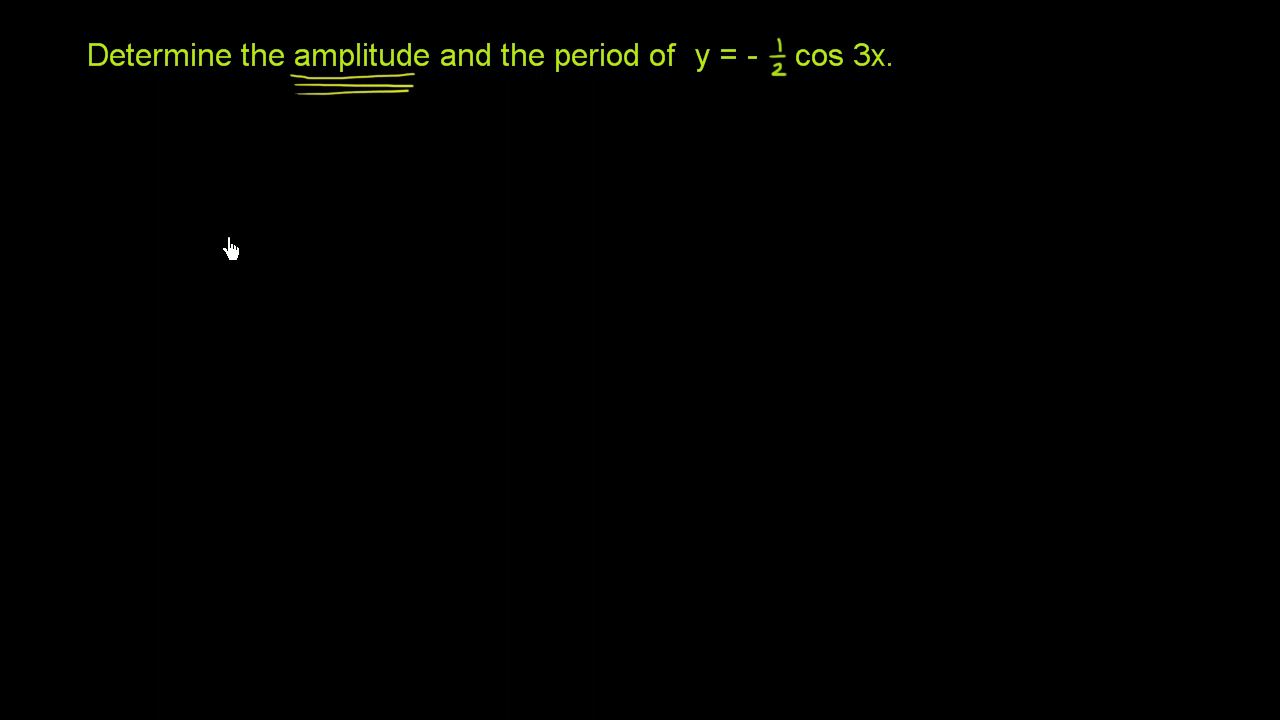 Determine the amplitude and the period of y = - 1/2 cos 3x.